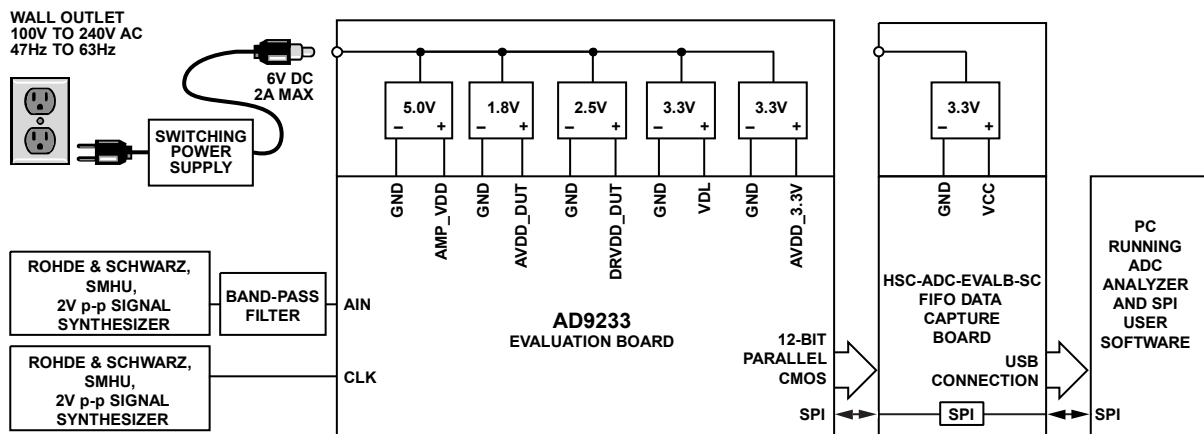 WALL OUTLET
100V TO 240V AC
47Hz TO 63Hz
6V DC
2A MAX
SWITCHING
POWER
SUPPLY
5.0V
– +
1.8V
– +
2.5V
– +
3.3V
– +
3.3V
– +
3.3V
– +
GND
AMP_VDD
GND
AVDD_DUT
GND
DRVDD_DUT
GND
VDL
GND
AVDD_3.3V
GND
VCC
ROHDE & SCHWARZ,
SMHU,
2V p-p SIGNAL
SYNTHESIZER
BAND-PASS
FILTER
AIN
ROHDE & SCHWARZ,
SMHU,
2V p-p SIGNAL
SYNTHESIZER
CLK
AD9233
EVALUATION BOARD
12-BIT
PARALLEL
CMOS
SPI
HSC-ADC-EVALB-SC
FIFO DATA
CAPTURE
BOARD
USB
CONNECTION
SPI
PC
RUNNING
ADC
ANALYZER
AND SPI
USER
SOFTWARE
SPI